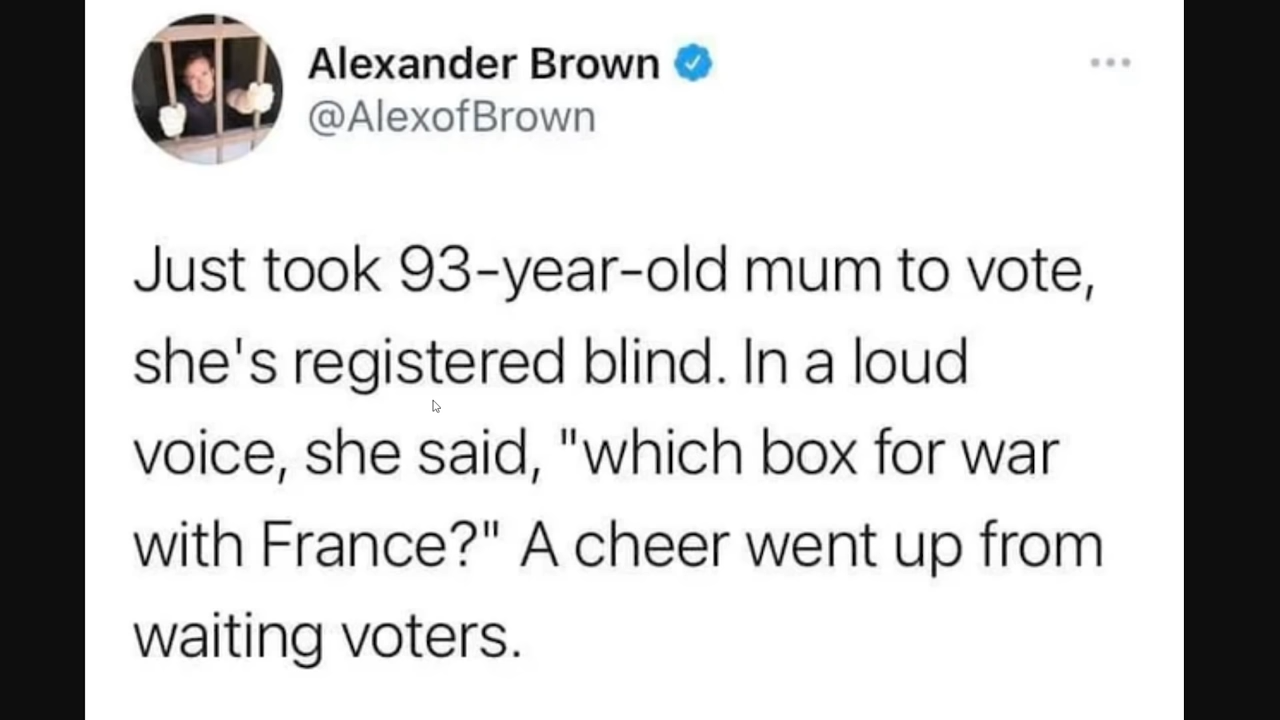 Alexander Brown
@AlexofBrown
Just took 93-year-old mum to vote,
she's registered blind. In a loud
voice, she said, "which box for war
with France?" A cheer went up from
waiting voters.